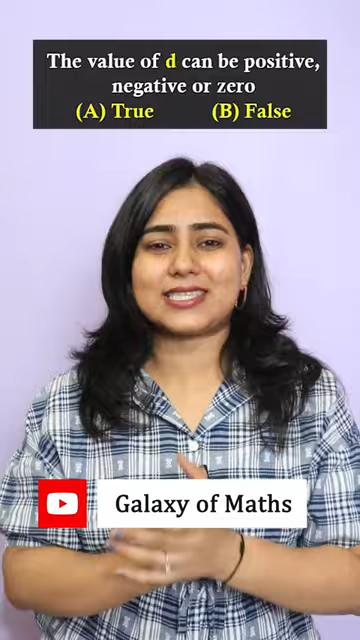 The value of d can be positive,
negative or zero
(A) True (B) False
Galaxy of Maths